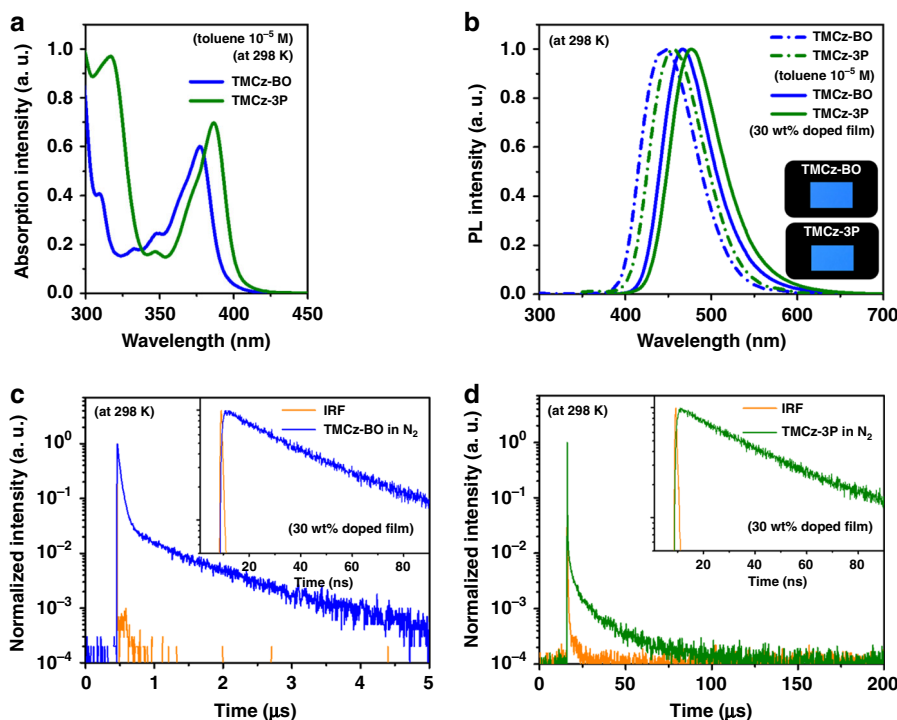 a
(toluene 10⁻⁵ M)
(at 298 K)
TMCz-BO
TMCz-3P
Absorption intensity (a. u.)
1.0
0.8
0.6
0.4
0.2
0.0
300 350 400 450
Wavelength (nm)
b
(at 298 K)
TMCz-BO
TMCz-3P
(toluene 10⁻⁵ M)
TMCz-BO
TMCz-3P
(30 wt% doped film)
TMCz-BO
TMCz-3P
PL intensity (a. u.)
1.0
0.8
0.6
0.4
0.2
0.0
300 400 500 600 700
Wavelength (nm)
c
(at 298 K)
IRF
TMCz-BO in N₂
(30 wt% doped film)
20 40 60 80
Time (ns)
Normalized intensity (a. u.)
10⁰
10⁻¹
10⁻²
10⁻³
10⁻⁴
0 1 2 3 4 5
Time (μs)
d
(at 298 K)
IRF
TMCz-3P in N₂
(30 wt% doped film)
20 40 60 80
Time (ns)
Normalized intensity (a. u.)
10⁰
10⁻¹
10⁻²
10⁻³
10⁻⁴
0 50 100 150 200
Time (μs)